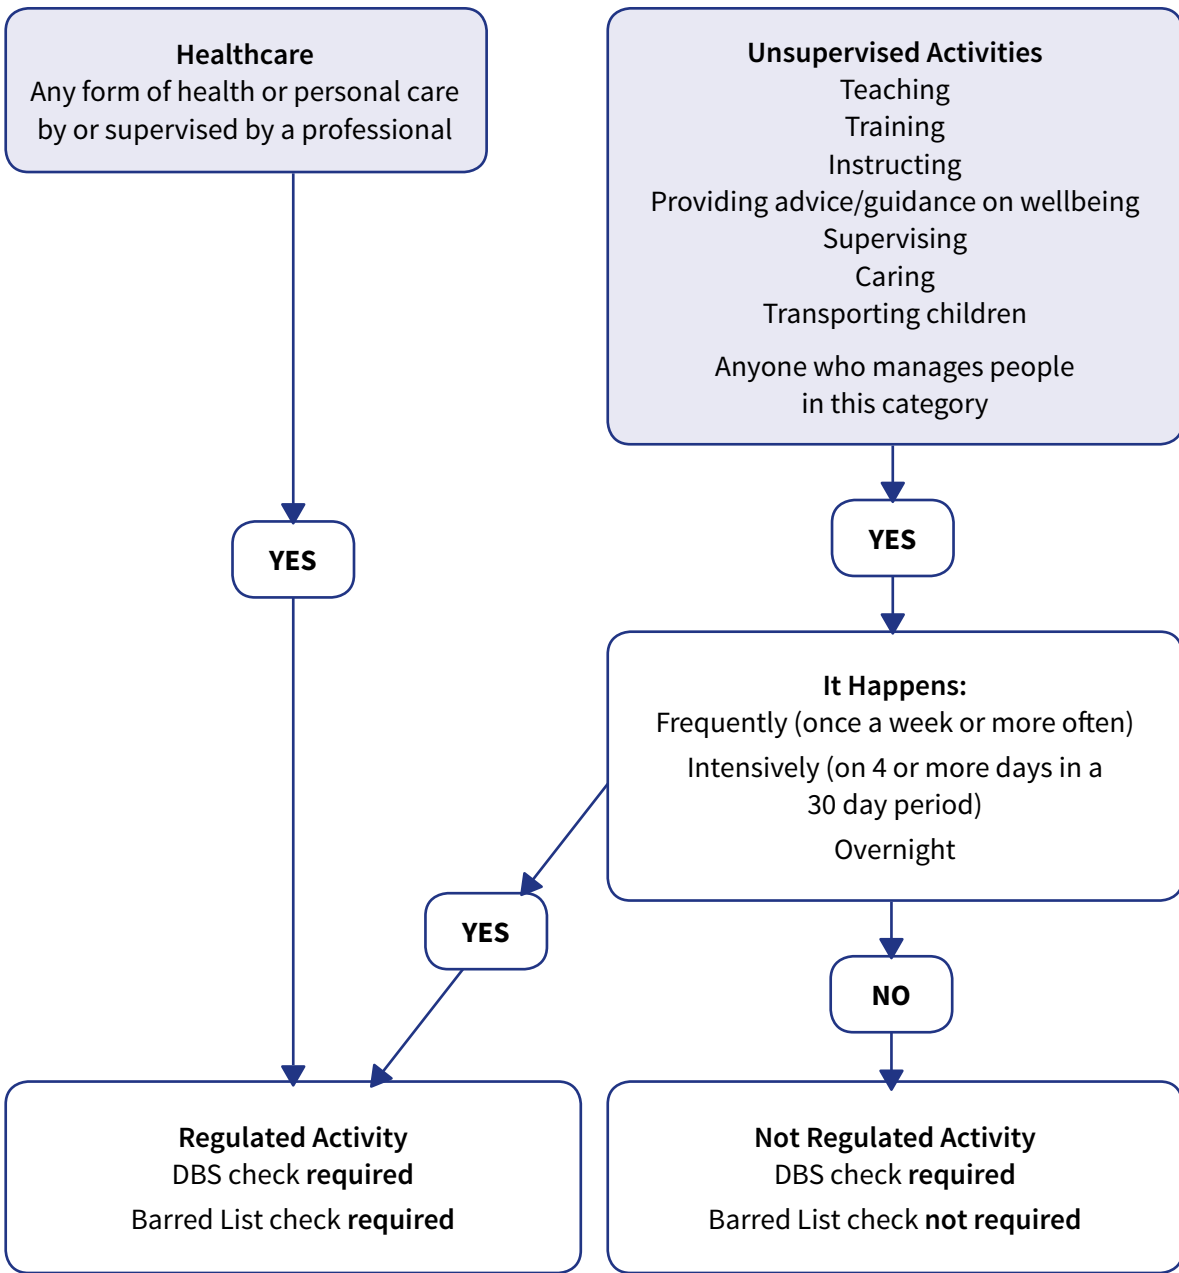 Healthcare
Any form of health or personal care
by or supervised by a professional
Unsupervised Activities
Teaching
Training
Instructing
Providing advice/guidance on wellbeing
Supervising
Caring
Transporting children
Anyone who manages people
in this category
YES
YES
It Happens:
Frequently (once a week or more often)
Intensively (on 4 or more days in a
30 day period)
Overnight
YES
NO
Regulated Activity
DBS check required
Barred List check required
Not Regulated Activity
DBS check required
Barred List check not required